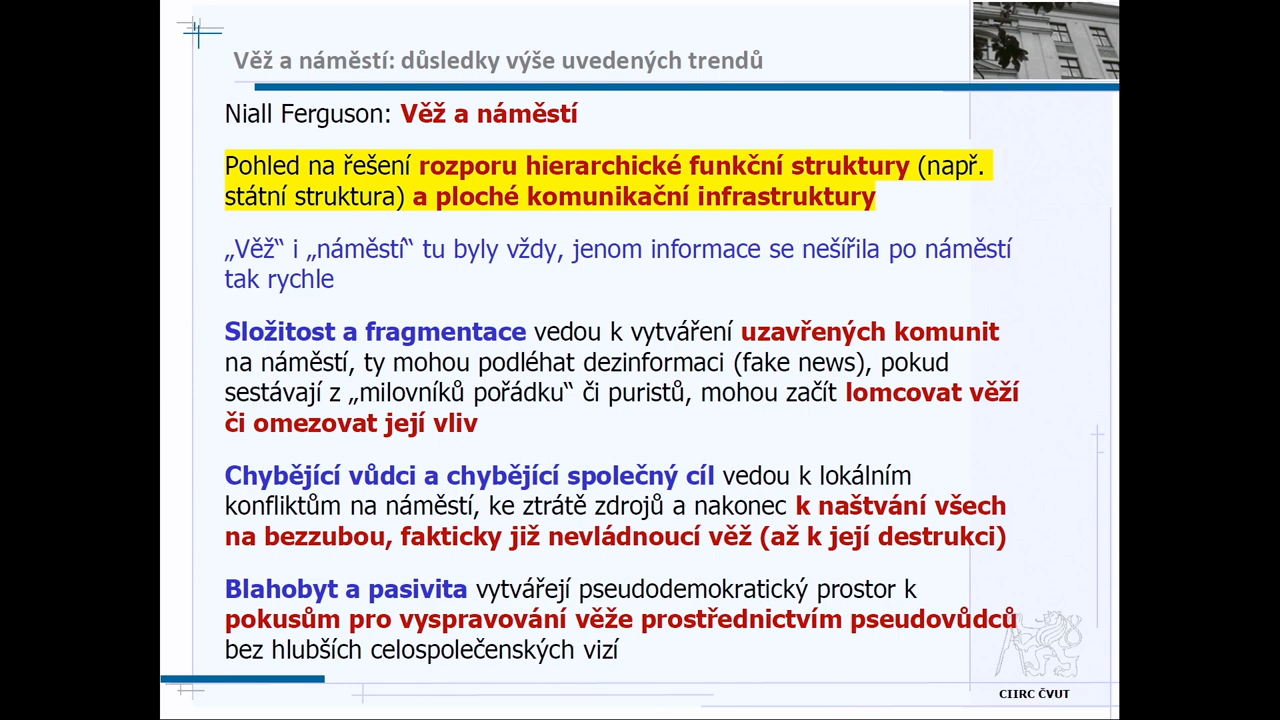 Věž a náměstí: důsledky výše uvedených trendů
Niall Ferguson: Věž a náměstí
Pohled na řešení rozporu hierarchické funkční struktury (např.
státní struktura) a ploché komunikační infrastruktury
„Věž“ i „náměstí“ tu byly vždy, jenom informace se nešířila po náměstí
tak rychle
Složitost a fragmentace vedou k vytváření uzavřených komunit
na náměstí, ty mohou podléhat dezinformaci (fake news), pokud
sestávají z „milovníků pořádku“ či puristů, mohou začít lomcovat věží
či omezovat její vliv
Chybějící vůdci a chybějící společný cíl vedou k lokálním
konfliktům na náměstí, ke ztrátě zdrojů a nakonec k naštvání všech
na bezzubou, fakticky již nevládnoucí věž (až k její destrukci)
Blahobyt a pasivita vytvářejí pseudodemokratický prostor k
pokusům pro vyspravování věže prostřednictvím pseudovůdců
bez hlubších celospolečenských vizí
CIIRC ČVUT